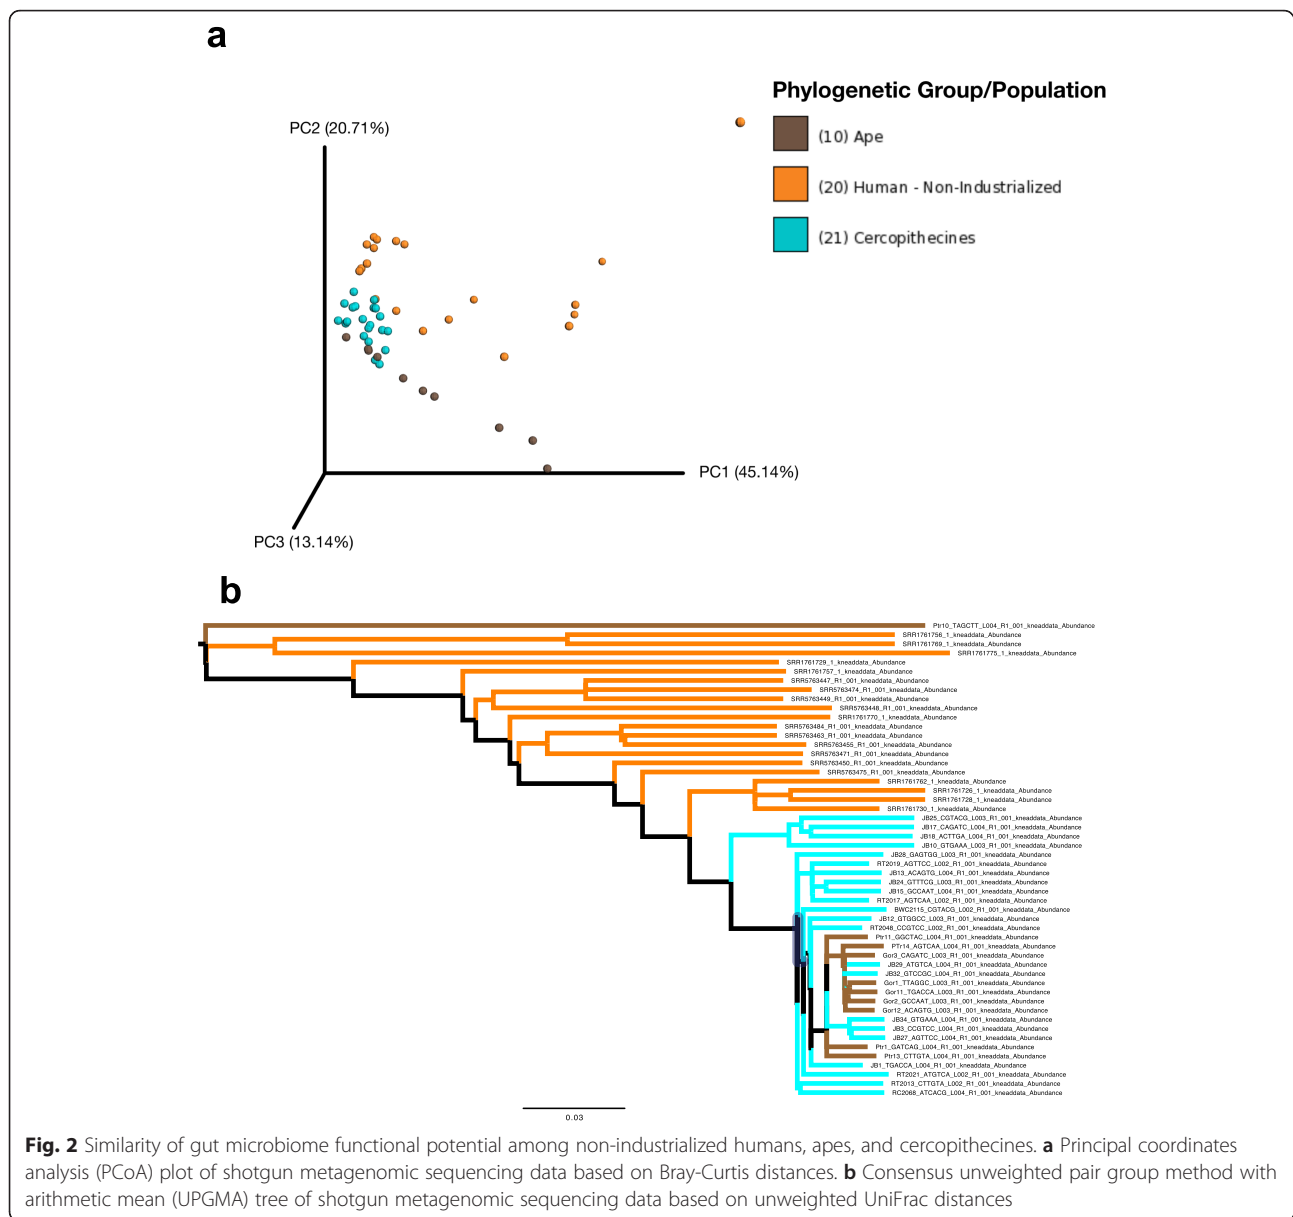 a
Phylogenetic Group/Population
(10) Ape
(20) Human - Non-Industrialized
(21) Cercopithecines
PC2 (20.71%)
PC1 (45.14%)
PC3 (13.14%)
b
Ptr10_TAGCTT_L004_R1_001_kneaddata_Abundance
SRR1761756_1_kneaddata_Abundance
SRR1761769_1_kneaddata_Abundance
SRR1761775_1_kneaddata_Abundance
SRR1761729_1_kneaddata_Abundance
SRR1761757_1_kneaddata_Abundance
SRR5763447_R1_001_kneaddata_Abundance
SRR5763474_R1_001_kneaddata_Abundance
SRR5763449_R1_001_kneaddata_Abundance
SRR5763448_R1_001_kneaddata_Abundance
SRR1761770_1_kneaddata_Abundance
SRR5763484_R1_001_kneaddata_Abundance
SRR5763463_R1_001_kneaddata_Abundance
SRR5763455_R1_001_kneaddata_Abundance
SRR5763471_R1_001_kneaddata_Abundance
SRR5763450_R1_001_kneaddata_Abundance
SRR5763475_R1_001_kneaddata_Abundance
SRR1761762_1_kneaddata_Abundance
SRR1761726_1_kneaddata_Abundance
SRR1761728_1_kneaddata_Abundance
SRR1761730_1_kneaddata_Abundance
JB25_CGTACG_L003_R1_001_kneaddata_Abundance
JB17_CAGATC_L004_R1_001_kneaddata_Abundance
JB18_ACTTGA_L004_R1_001_kneaddata_Abundance
JB10_GTGAAA_L003_R1_001_kneaddata_Abundance
JB28_GAGTGG_L003_R1_001_kneaddata_Abundance
RT2019_AGTTCC_L002_R1_001_kneaddata_Abundance
JB13_ACAGTG_L004_R1_001_kneaddata_Abundance
JB24_GTTTCG_L003_R1_001_kneaddata_Abundance
JB15_GCCAAT_L004_R1_001_kneaddata_Abundance
RT2017_AGTCAA_L002_R1_001_kneaddata_Abundance
BWC2115_CGTACG_L002_R1_001_kneaddata_Abundance
JB12_GTGGCC_L003_R1_001_kneaddata_Abundance
RT2048_CCGTCC_L002_R1_001_kneaddata_Abundance
Ptr11_GGCTAC_L004_R1_001_kneaddata_Abundance
PTr14_AGTCAA_L004_R1_001_kneaddata_Abundance
Gor3_CAGATC_L003_R1_001_kneaddata_Abundance
JB29_ATGTCA_L004_R1_001_kneaddata_Abundance
JB32_GTCCGC_L004_R1_001_kneaddata_Abundance
Gor1_TTAGGC_L003_R1_001_kneaddata_Abundance
Gor11_TGACCA_L003_R1_001_kneaddata_Abundance
Gor2_GCCAAT_L003_R1_001_kneaddata_Abundance
Gor12_ACAGTG_L003_R1_001_kneaddata_Abundance
JB34_GTGAAA_L004_R1_001_kneaddata_Abundance
JB3_CCGTCC_L004_R1_001_kneaddata_Abundance
JB27_AGTTCC_L004_R1_001_kneaddata_Abundance
Ptr1_GATCAG_L004_R1_001_kneaddata_Abundance
Ptr13_CTTGTA_L004_R1_001_kneaddata_Abundance
JB1_TGACCA_L004_R1_001_kneaddata_Abundance
RT2021_ATGTCA_L002_R1_001_kneaddata_Abundance
RT2013_CTTGTA_L002_R1_001_kneaddata_Abundance
RC2068_ATCACG_L004_R1_001_kneaddata_Abundance
0.03
Fig. 2 Similarity of gut microbiome functional potential among non-industrialized humans, apes, and cercopithecines. a Principal coordinates
analysis (PCoA) plot of shotgun metagenomic sequencing data based on Bray-Curtis distances. b Consensus unweighted pair group method with
arithmetic mean (UPGMA) tree of shotgun metagenomic sequencing data based on unweighted UniFrac distances